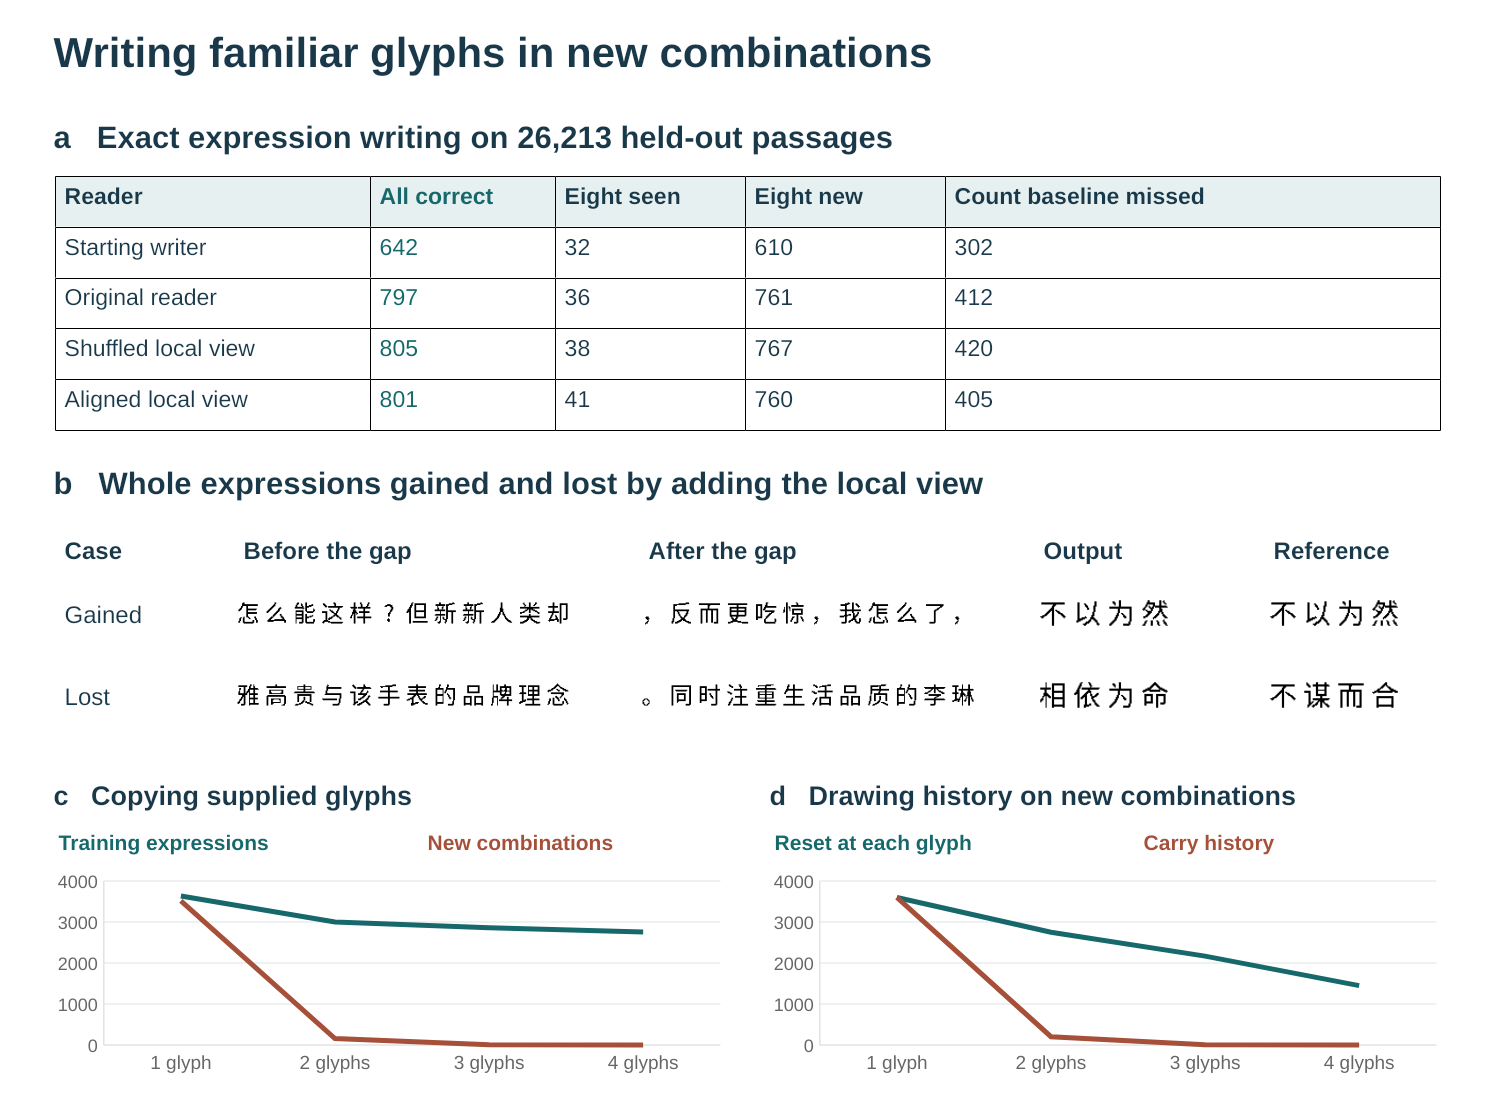 Writing familiar glyphs in new combinations
a Exact expression writing on 26,213 held-out passages
Reader All correct Eight seen Eight new Count baseline missed
Starting writer 642 32 610 302
Original reader 797 36 761 412
Shuffled local view 805 38 767 420
Aligned local view 801 41 760 405
b Whole expressions gained and lost by adding the local view
Case Before the gap After the gap Output Reference
Gained 怎么能这样？但新新人类却 ，反而更吃惊，我怎么了， 不以为然 不以为然
Lost 雅高贵与该手表的品牌理念 。同时注重生活品质的李琳 相依为命 不谋而合
c Copying supplied glyphs
Training expressions New combinations
4000
3000
2000
1000
0
1 glyph 2 glyphs 3 glyphs 4 glyphs
d Drawing history on new combinations
Reset at each glyph Carry history
4000
3000
2000
1000
0
1 glyph 2 glyphs 3 glyphs 4 glyphs